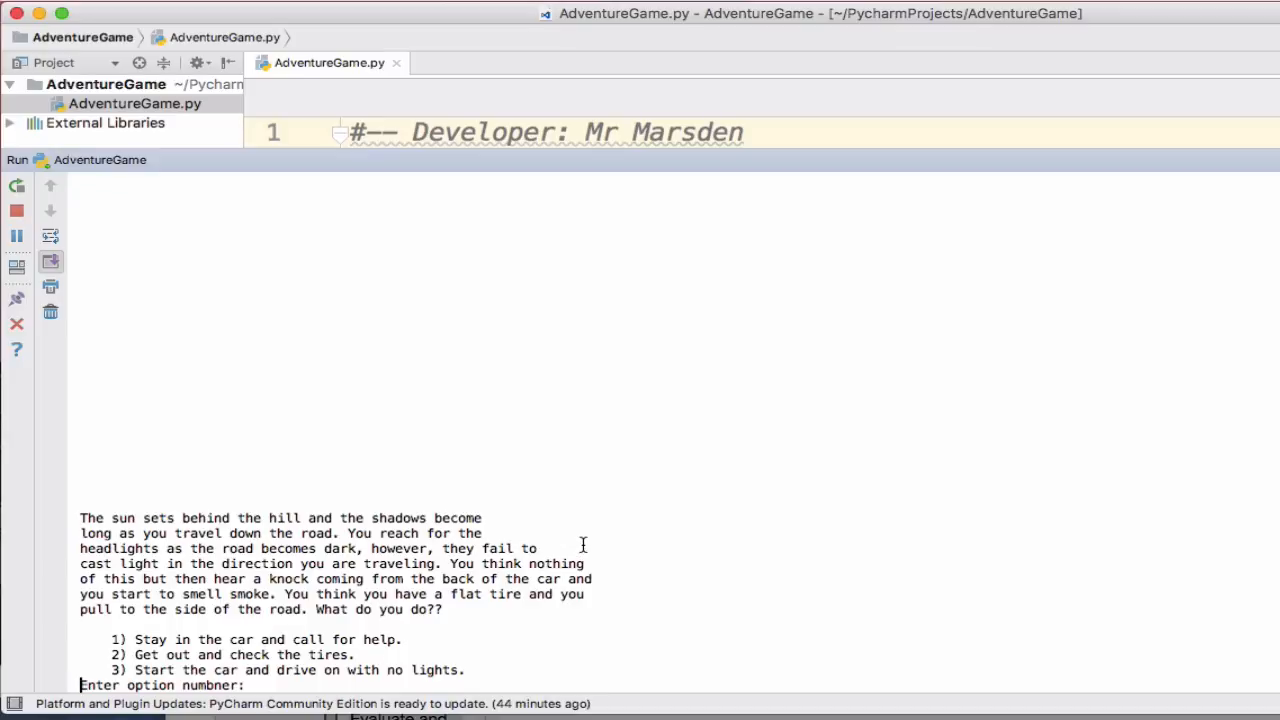 AdventureGame.py - AdventureGame - [~/PycharmProjects/AdventureGame]
AdventureGame AdventureGame.py
Project AdventureGame.py
AdventureGame ~/Pycharm
AdventureGame.py
External Libraries
1 #-- Developer: Mr Marsden
Run AdventureGame
The sun sets behind the hill and the shadows become
long as you travel down the road. You reach for the
headlights as the road becomes dark, however, they fail to
cast light in the direction you are traveling. You think nothing
of this but then hear a knock coming from the back of the car and
you start to smell smoke. You think you have a flat tire and you
pull to the side of the road. What do you do??
1) Stay in the car and call for help.
2) Get out and check the tires.
3) Start the car and drive on with no lights.
Enter option numbner:
Platform and Plugin Updates: PyCharm Community Edition is ready to update. (44 minutes ago)
Evaluate and